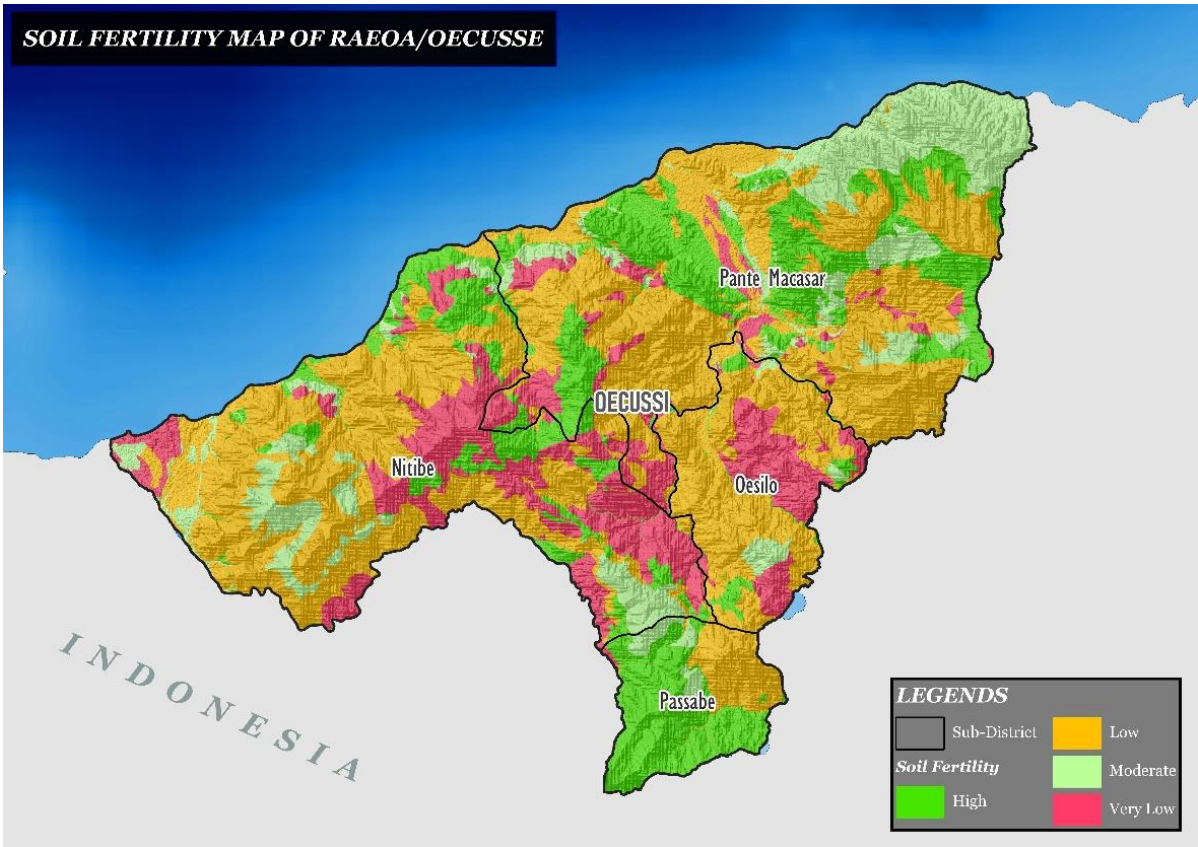 SOIL FERTILITY MAP OF RAEOA/OECUSSE
Pante Macasar
OECUSSI
Nitibe
Oesilo
Passabe
INDONESIA
LEGENDS
Sub-District
Soil Fertility
High
Low
Moderate
Very Low